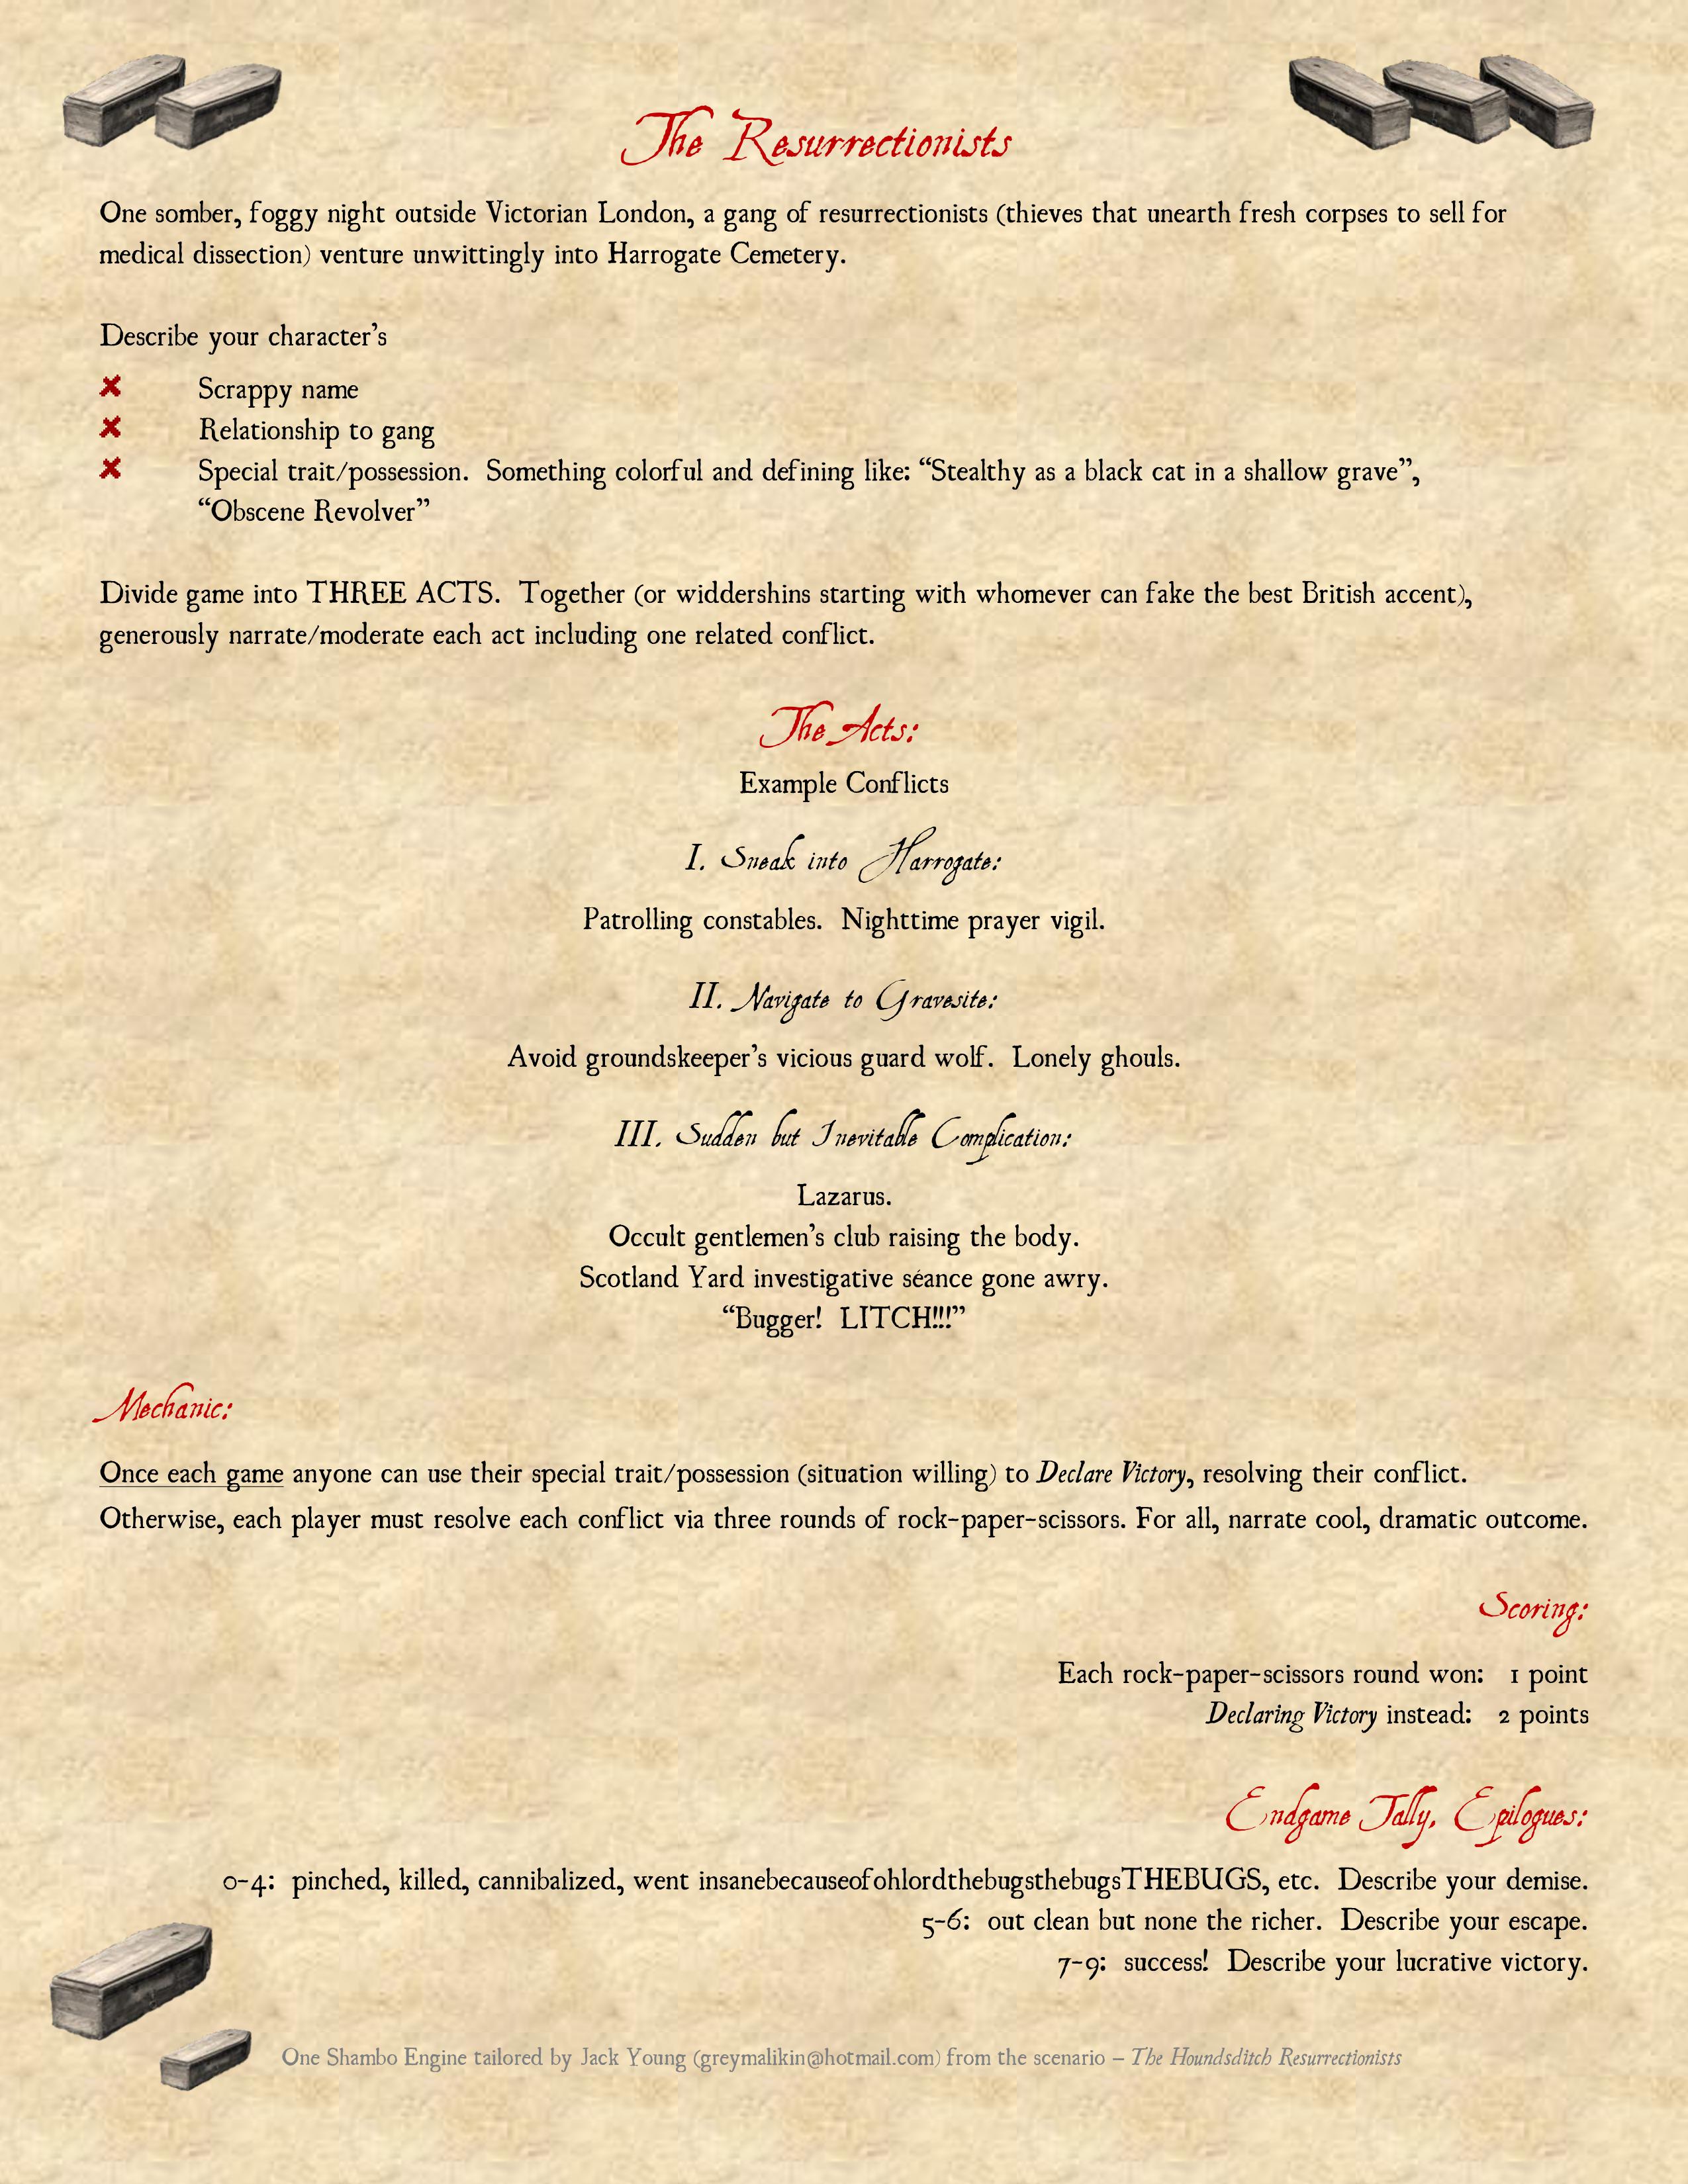 The Resurrectionists
One somber, foggy night outside Victorian London, a gang of resurrectionists (thieves that unearth fresh corpses to sell for
medical dissection) venture unwittingly into Harrogate Cemetery.
Describe your character’s
✘ Scrappy name
✘ Relationship to gang
✘ Special trait/possession.  Something colorful and defining like: “Stealthy as a black cat in a shallow grave”,
“Obscene Revolver”
Divide game into THREE ACTS.  Together (or widdershins starting with whomever can fake the best British accent),
generously narrate/moderate each act including one related conflict.
The Acts:
Example Conflicts
I. Sneak into Harrogate:
Patrolling constables.  Nighttime prayer vigil.
II. Navigate to Gravesite:
Avoid groundskeeper’s vicious guard wolf.  Lonely ghouls.
III. Sudden but Inevitable Complication:
Lazarus.
Occult gentlemen’s club raising the body.
Scotland Yard investigative séance gone awry.
“Bugger!  LITCH!!!”
Mechanic:
Once each game anyone can use their special trait/possession (situation willing) to Declare Victory, resolving their conflict.
Otherwise, each player must resolve each conflict via three rounds of rock-paper-scissors. For all, narrate cool, dramatic outcome.
Scoring:
Each rock-paper-scissors round won:   1 point
Declaring Victory instead:   2 points
Endgame Tally, Epilogues:
0-4:  pinched, killed, cannibalized, went insanebecauseofohlordthebugsthebugsTHEBUGS, etc.  Describe your demise.
5-6:  out clean but none the richer.  Describe your escape.
7-9:  success!  Describe your lucrative victory.
One Shambo Engine tailored by Jack Young (greymalikin@hotmail.com) from the scenario – The Houndsditch Resurrectionists